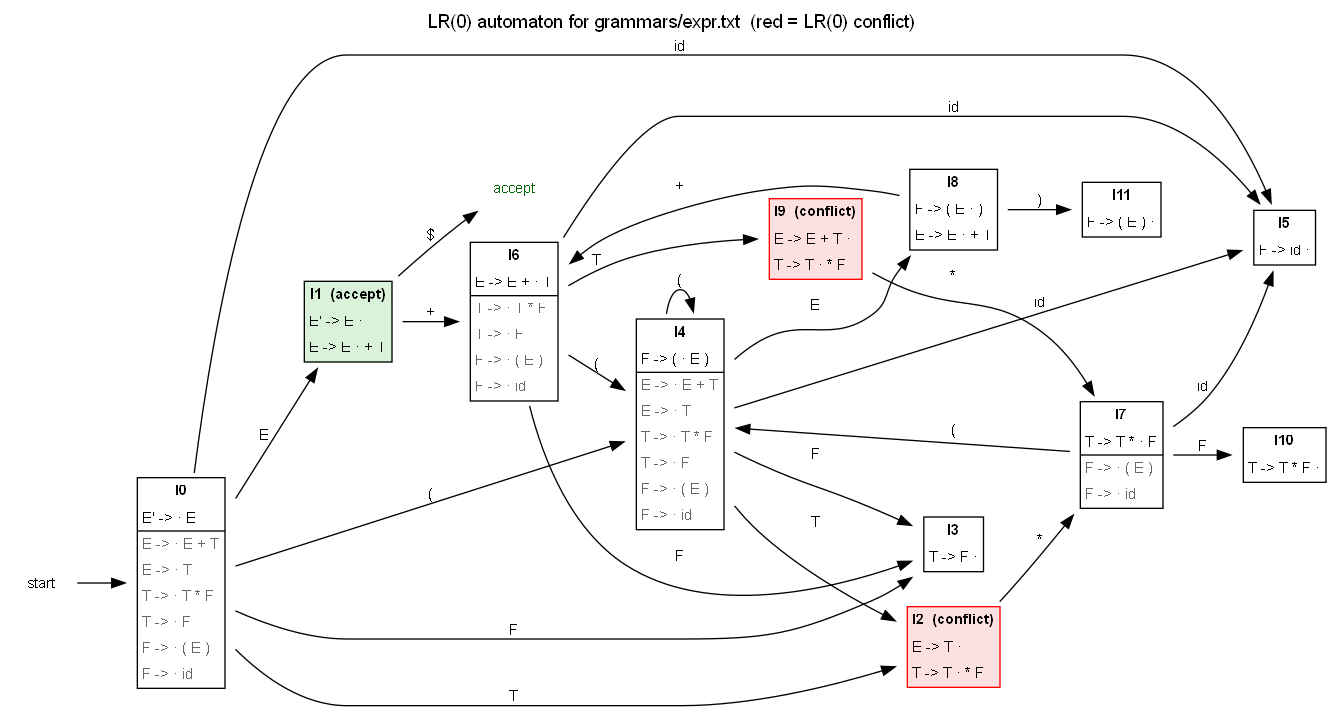 LR(0) automaton for grammars/expr.txt (red = LR(0) conflict)
id
id
accept
$
+
+
T
(
(
E
*
id
E
(
(
F
T
F
F
T
*
id
F
)
start
I0
E' -> · E
E -> · E + T
E -> · T
T -> · T * F
T -> · F
F -> · ( E )
F -> · id
I1 (accept)
E' -> E ·
E -> E · + T
I6
E -> E + · T
T -> · T * F
T -> · F
F -> · ( E )
F -> · id
I4
F -> ( · E )
E -> · E + T
E -> · T
T -> · T * F
T -> · F
F -> · ( E )
F -> · id
I9 (conflict)
E -> E + T ·
T -> T · * F
I8
F -> ( E · )
E -> E · + T
I11
F -> ( E ) ·
I5
F -> id ·
I7
T -> T * · F
F -> · ( E )
F -> · id
I10
T -> T * F ·
I3
T -> F ·
I2 (conflict)
E -> T ·
T -> T · * F